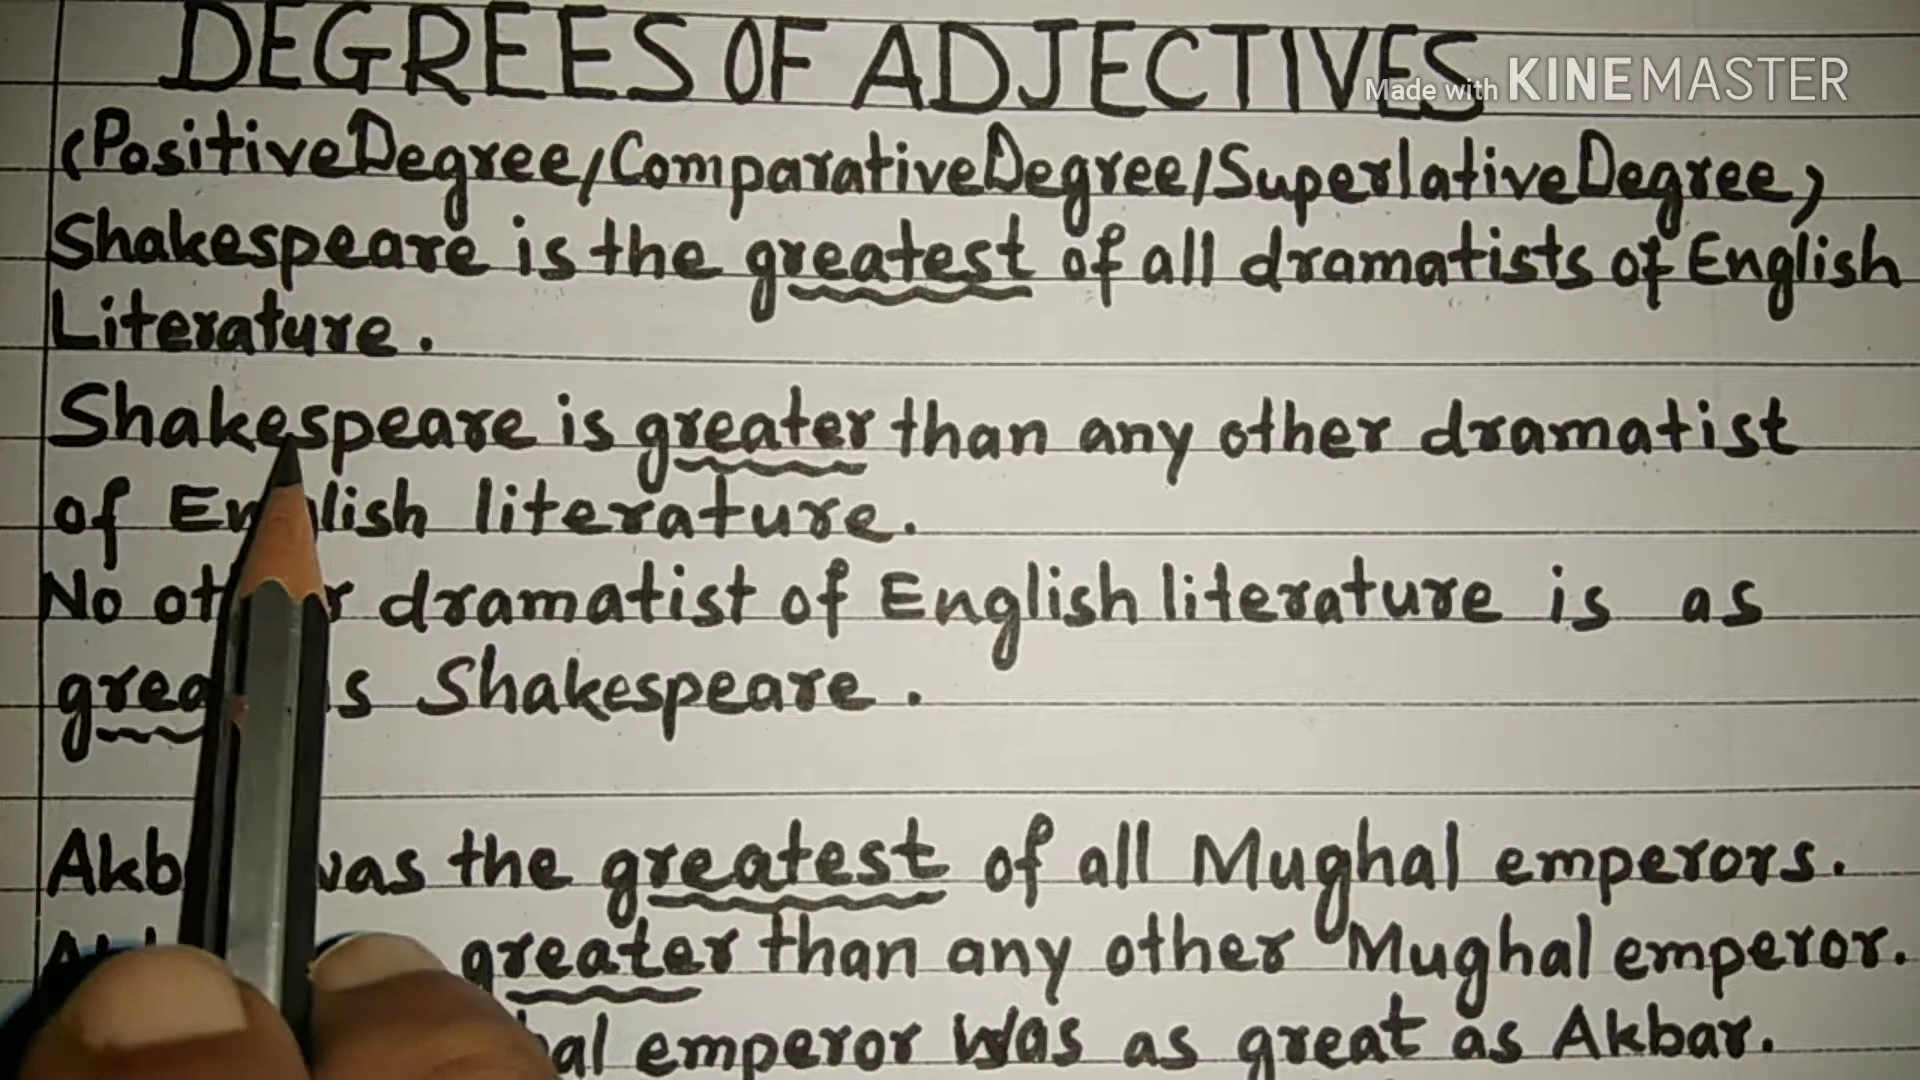 DEGREES OF ADJECTIVES
Made with KINEMASTER
(Positive Degree/Comparative Degree/Superlative Degree)
Shakespeare is the greatest of all dramatists of English
Literature.
Shakespeare is greater than any other dramatist
of English literature.
No other dramatist of English literature is as
great as Shakespeare.
Akbar was the greatest of all Mughal emperors.
greater than any other Mughal emperor.
emperor was as great as Akbar.